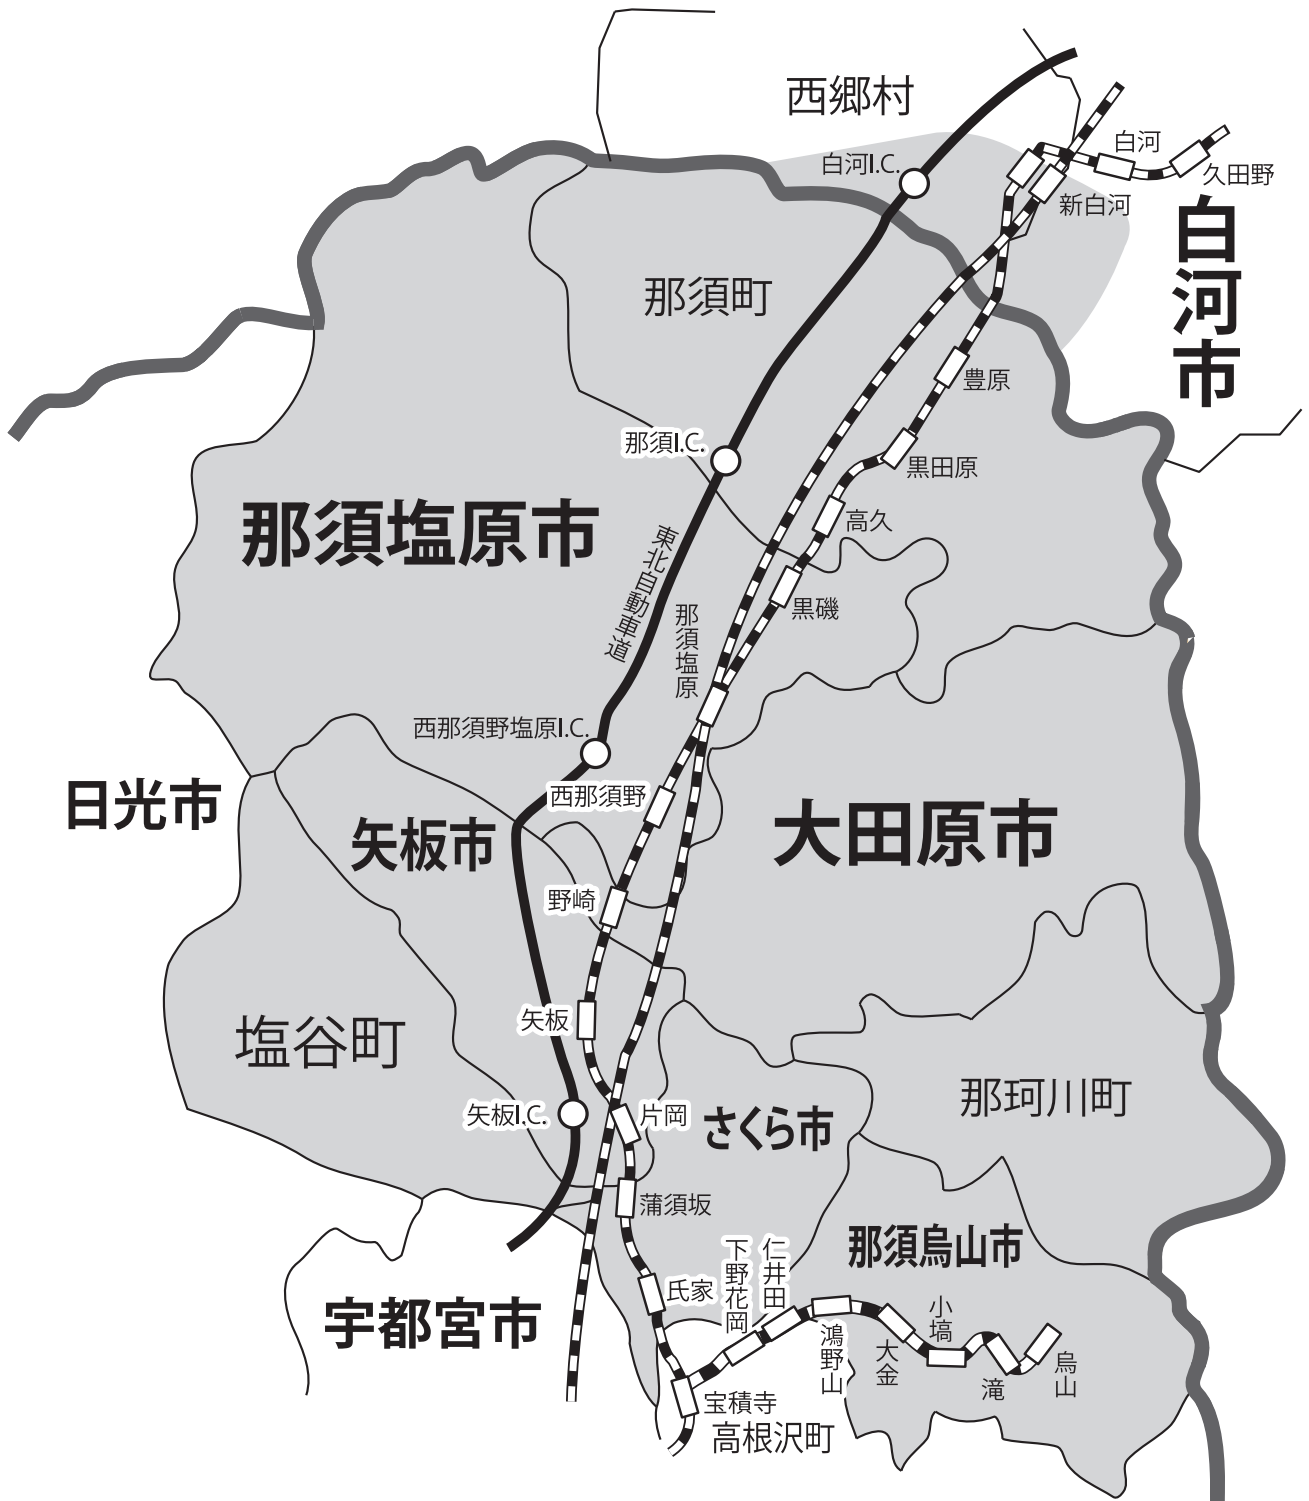 西郷村
白河I.C.
白河
久田野
新白河
白河市
那須町
豊原
那須I.C.
黒田原
高久
那須塩原市
東北自動車道
黒磯
那須塩原
西那須野塩原I.C.
西那須野
日光市
矢板市
大田原市
野崎
矢板
塩谷町
那珂川町
矢板I.C.
片岡
さくら市
蒲須坂
那須烏山市
下野花岡
仁井田
氏家
宇都宮市
小塙
鴻野山
大金
滝
烏山
宝積寺
高根沢町